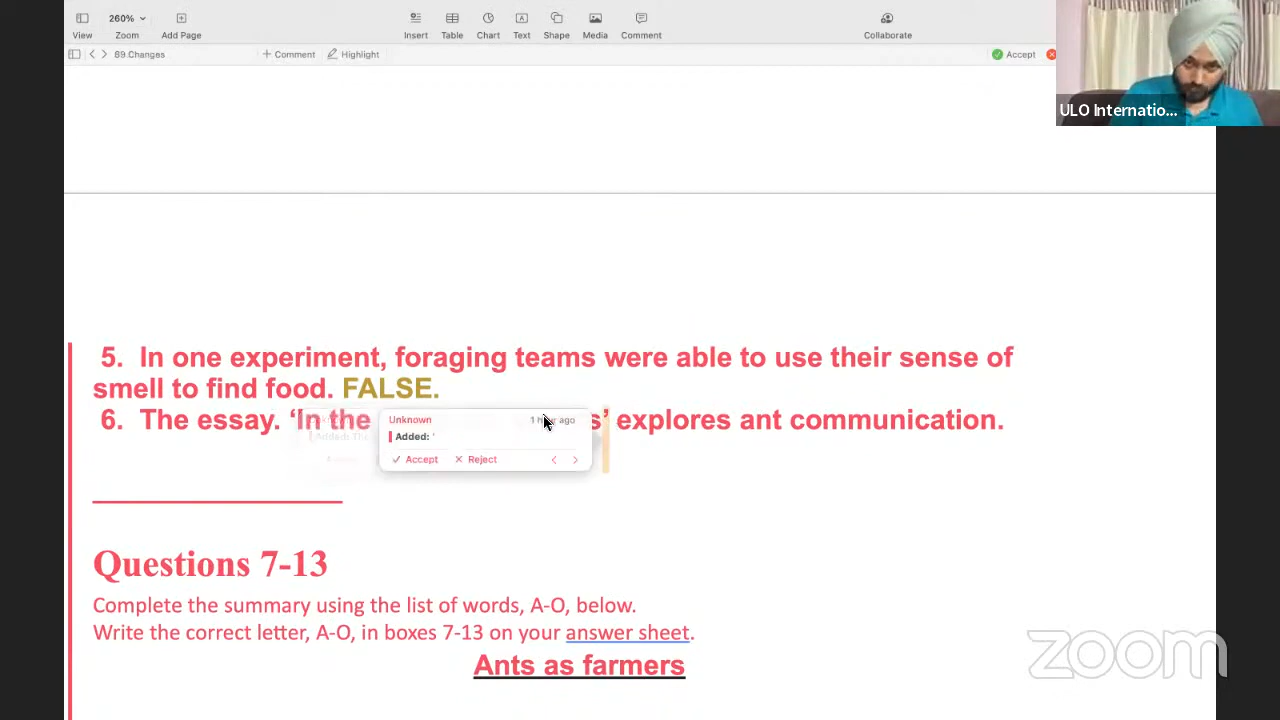 260%
View
Zoom
Add Page
Insert
Table
Chart
Text
Shape
Media
Comment
Collaborate
89 Changes
Comment
Highlight
Accept
ULO Internatio...
5. In one experiment, foraging teams were able to use their sense of
smell to find food. FALSE.
6. The essay. ‘In the s’ explores ant communication.
Unknown
1 hour ago
Added: '
Accept
Reject
Questions 7-13
Complete the summary using the list of words, A-O, below.
Write the correct letter, A-O, in boxes 7-13 on your answer sheet.
Ants as farmers
zoom